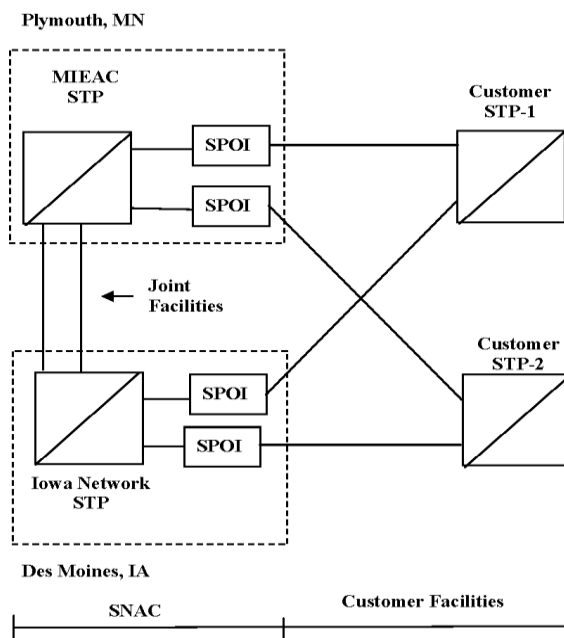 Plymouth, MN
MIEAC
STP
SPOI
SPOI
Customer
STP-1
Joint
Facilities
Customer
STP-2
SPOI
SPOI
Iowa Network
STP
Des Moines, IA
SNAC
Customer Facilities